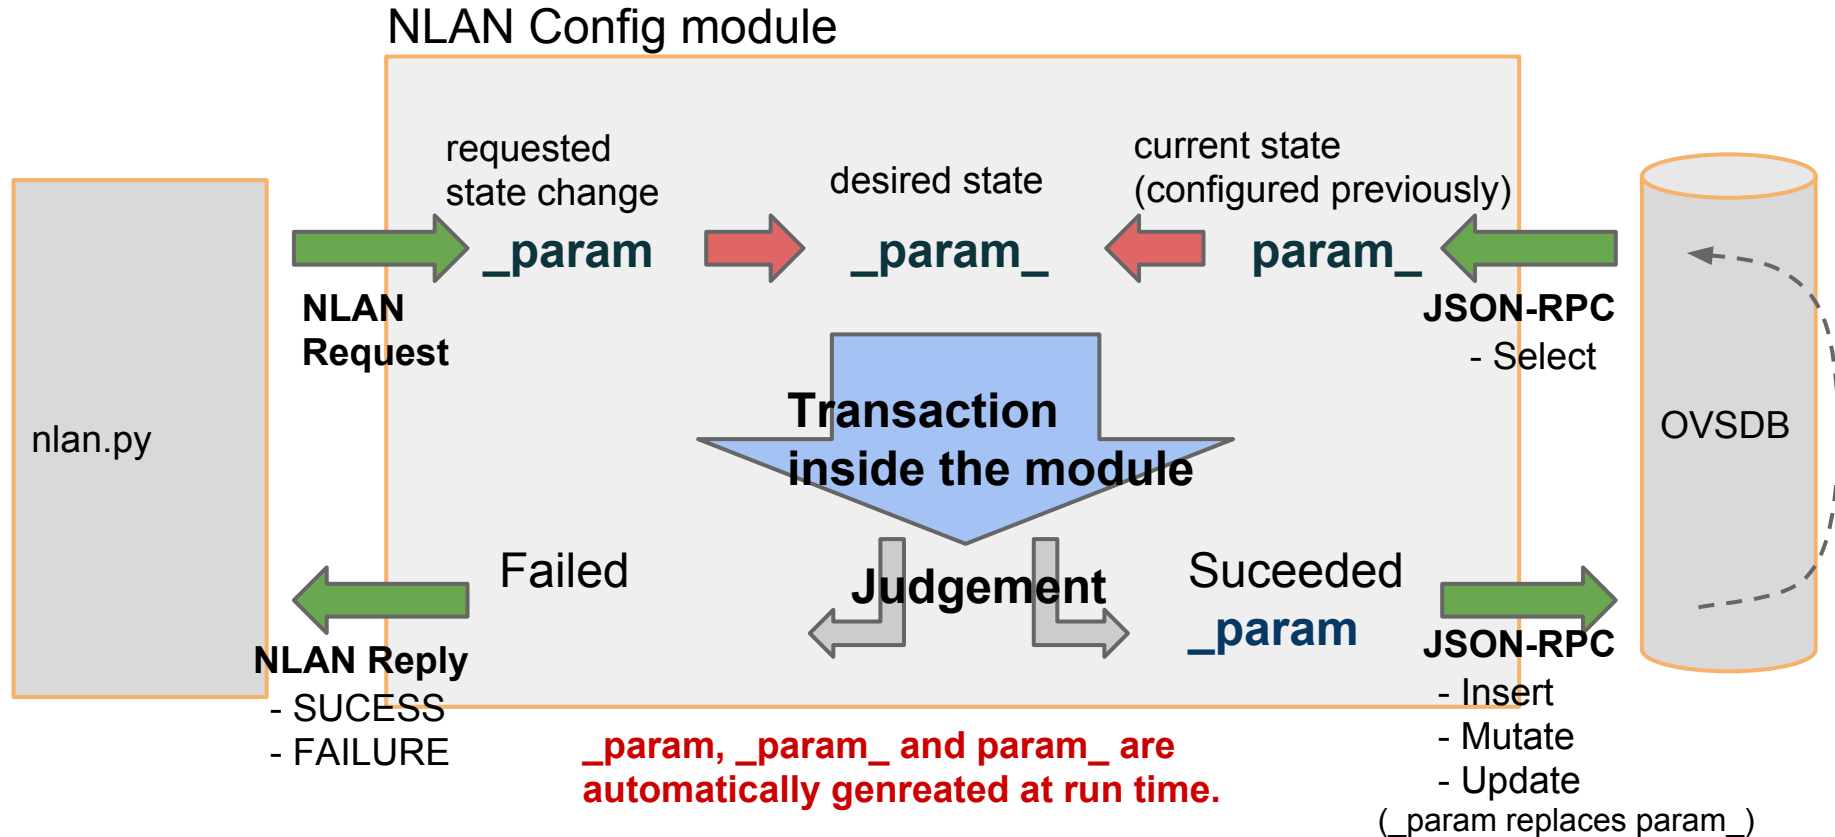 NLAN Config module
requested
state change
_param
desired state
_param_
current state
(configured previously)
param_
NLAN
Request
JSON-RPC
- Select
nlan.py
Transaction
inside the module
OVSDB
Failed
Judgement
Suceeded
_param
NLAN Reply
- SUCESS
- FAILURE
JSON-RPC
- Insert
- Mutate
- Update
(_param replaces param_)
_param, _param_ and param_ are
automatically genreated at run time.